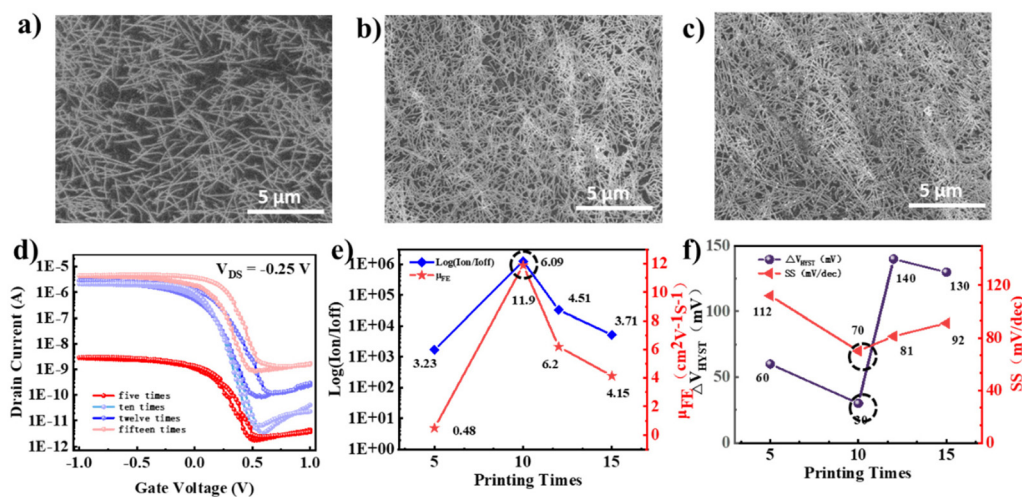 a)
5 μm
b)
5 μm
c)
5 μm
d)
V_DS = -0.25 V
1E-5
1E-6
1E-7
1E-8
1E-9
1E-10
1E-11
1E-12
Drain Current (A)
five times
ten times
twelve times
fifteen times
-1.0
-0.5
0.0
0.5
1.0
Gate Voltage (V)
e)
Log(Ion/Ioff)
μ_FE
1E+06
1E+05
1E+04
1E+03
1E+02
1E+01
1E+00
Log(Ion/Ioff)
6.09
11.9
4.51
3.71
3.23
6.2
4.15
0.48
12
10
8
6
4
2
0
μ_FE (cm²V-1S-1)
5
10
15
Printing Times
f)
△V_HYST (mV)
SS (mV/dec)
150
100
50
0
△V_HYST (mV)
112
60
70
140
130
81
92
120
80
40
0
SS (mV/dec)
5
10
15
Printing Times